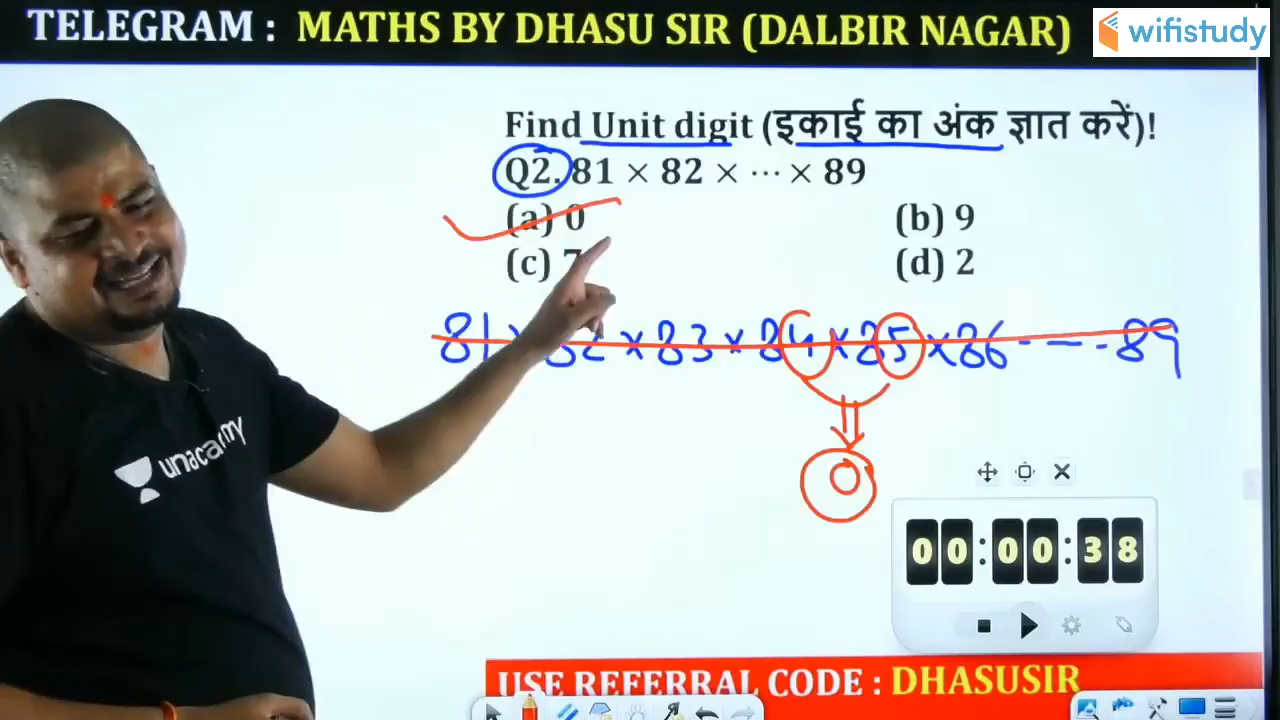 TELEGRAM : MATHS BY DHASU SIR (DALBIR NAGAR)
wifistudy
Find Unit digit (इकाई का अंक ज्ञात करें)!
Q2. 81 × 82 × ⋯ × 89
(a) 0 (b) 9
(c) 7 (d) 2
81 × 82 × 83 × 84 × 85 × 86 - - - - 89
0
unacademy
00:00:38
USE REFERRAL CODE : DHASUSIR